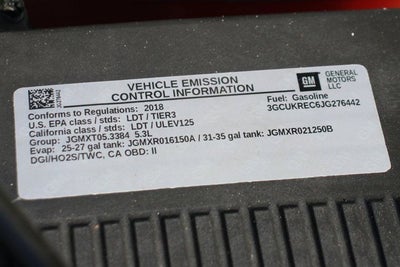 VEHICLE EMISSION
CONTROL INFORMATION
GM
GENERAL
MOTORS
LLC
Conforms to Regulations: 2018
Fuel: Gasoline
U.S. EPA class / stds: LDT / TIER3
3GCUKREC6JG276442
California class / stds: LDT / ULEV125
Group: JGMXT05.3384 5.3L
Evap: 25-27 gal tank: JGMXR016150A / 31-35 gal tank: JGMXR021250B
DGI/HO2S/TWC, CA OBD: II